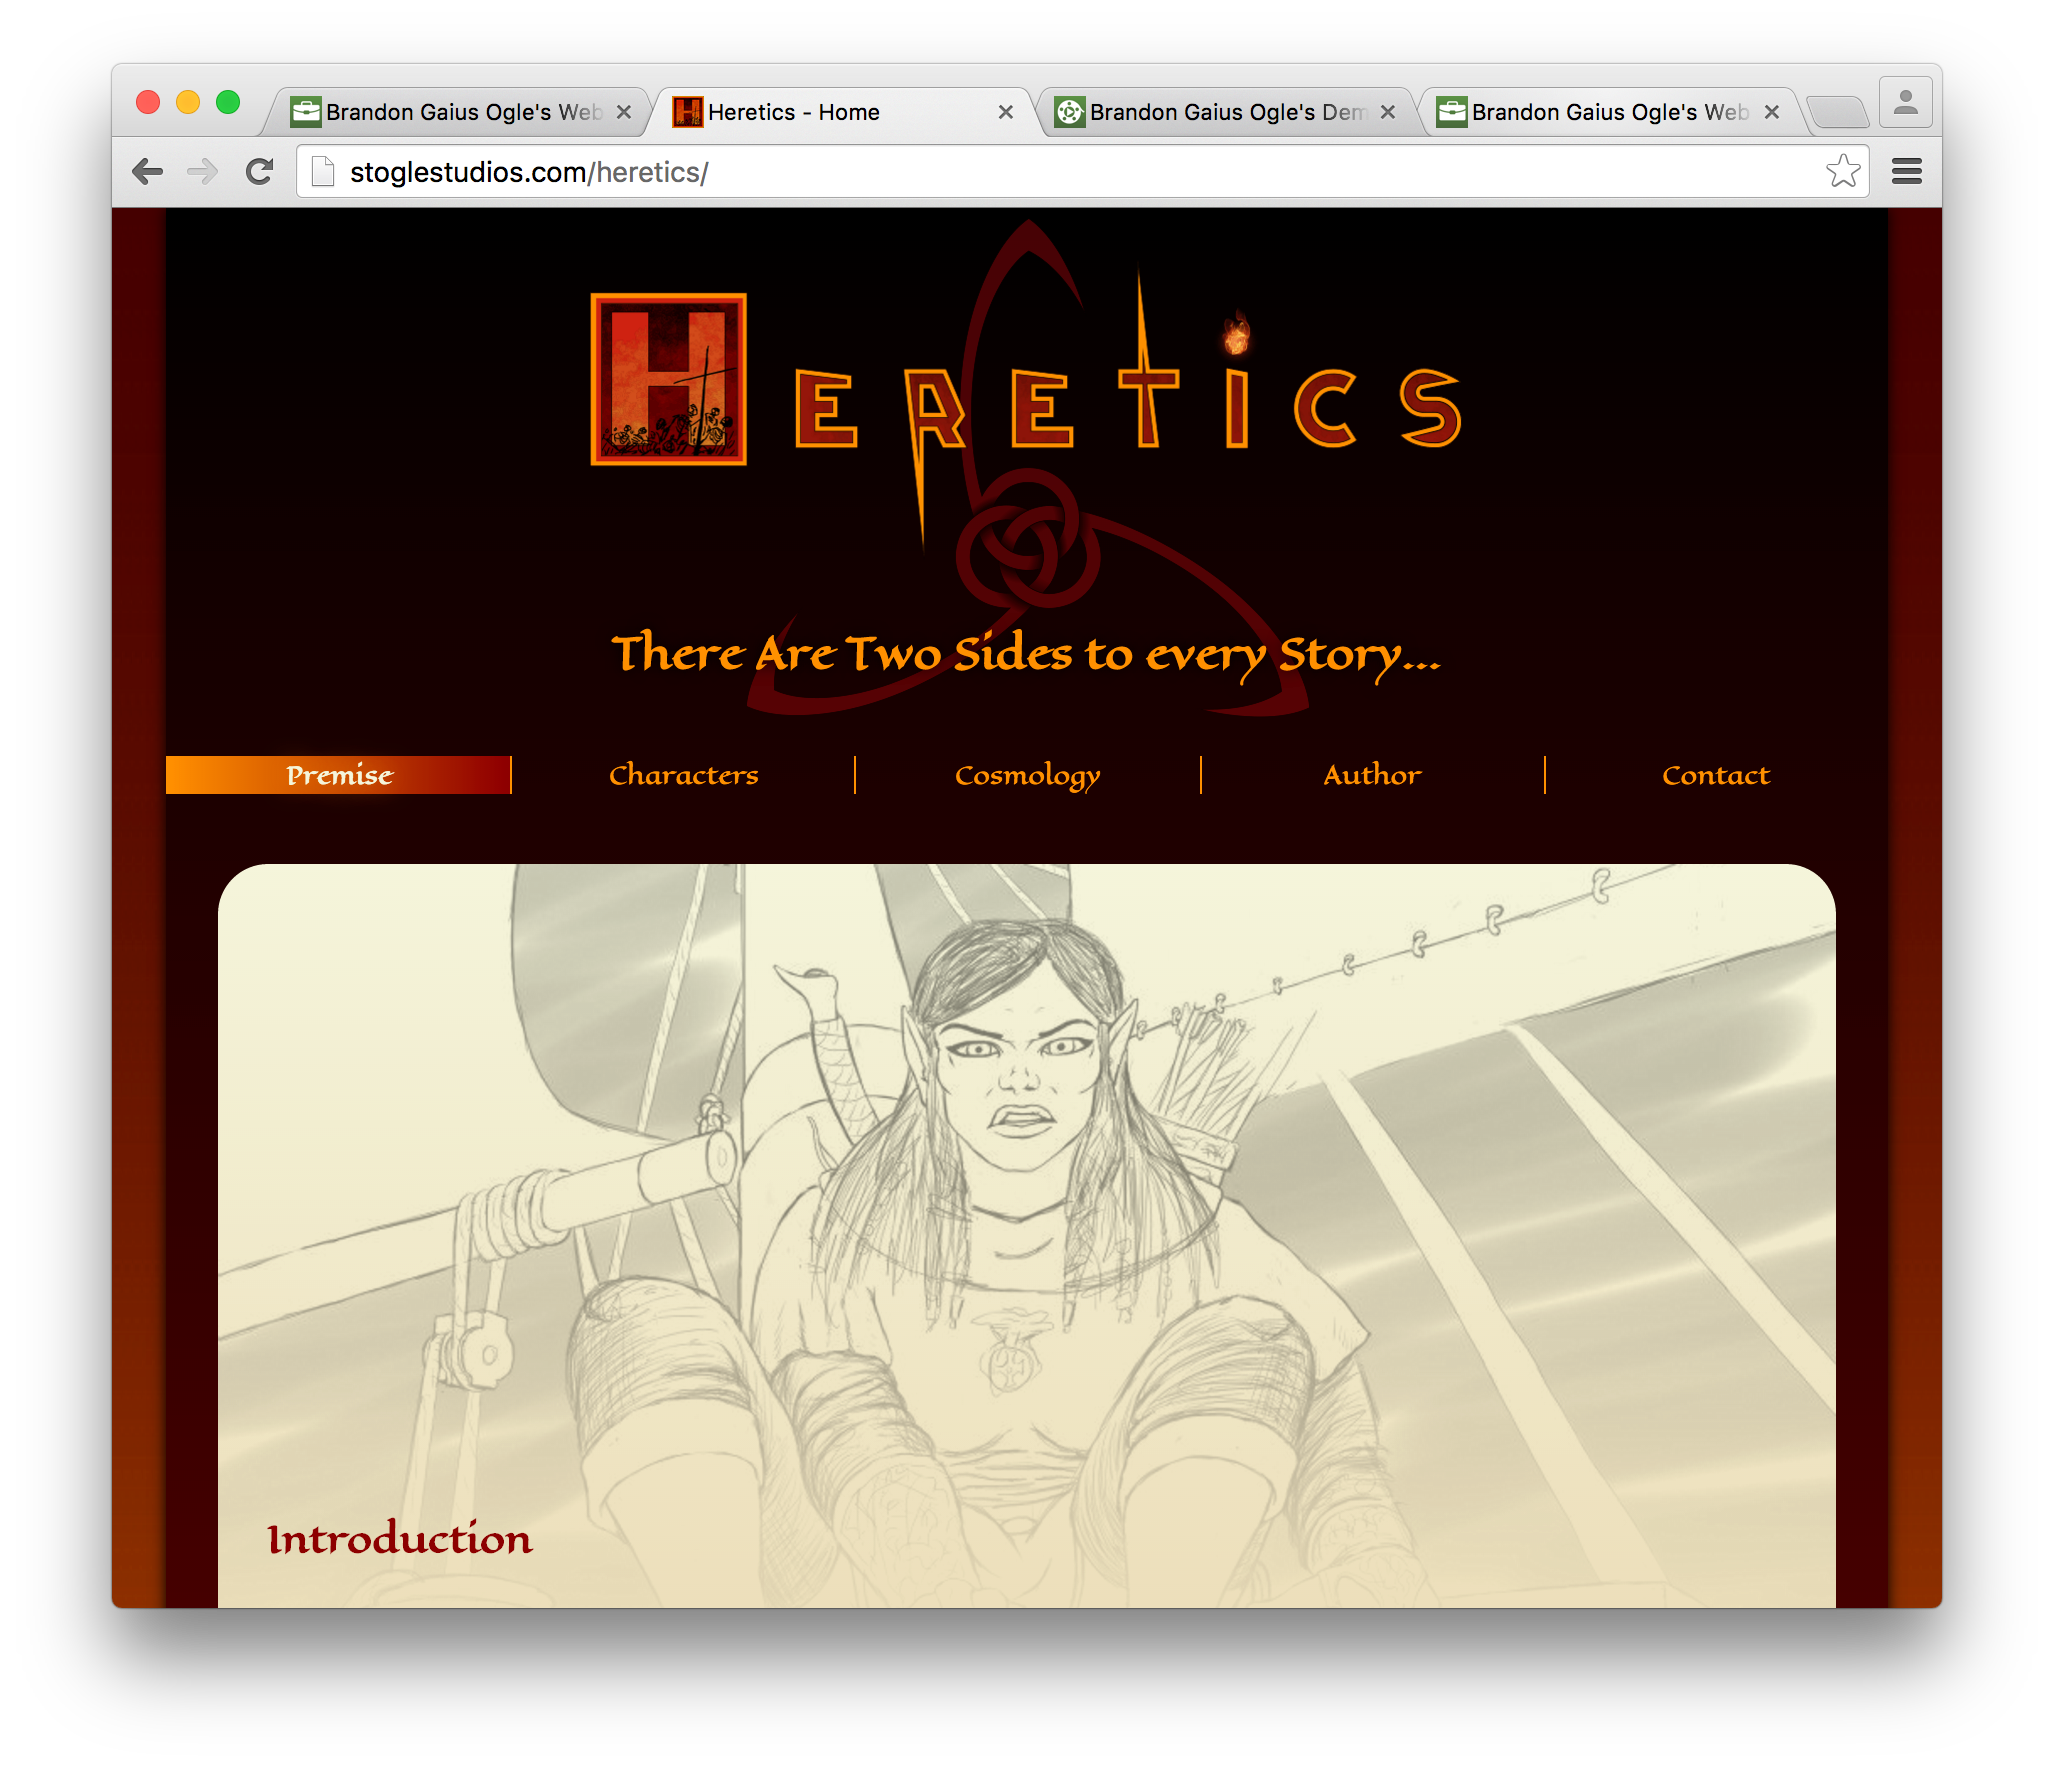 Brandon Gaius Ogle's Web
Heretics - Home
Brandon Gaius Ogle's Dem
Brandon Gaius Ogle's Web
stoglestudios.com/heretics/
HERETiCS
There Are Two Sides to every Story...
Premise
Characters
Cosmology
Author
Contact
Introduction